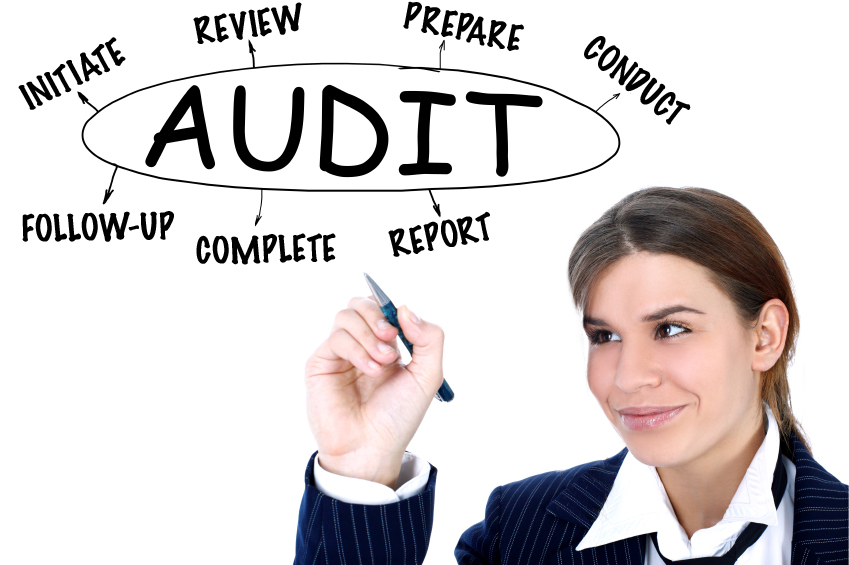 INITIATE
REVIEW
PREPARE
CONDUCT
AUDIT
FOLLOW-UP
COMPLETE
REPORT